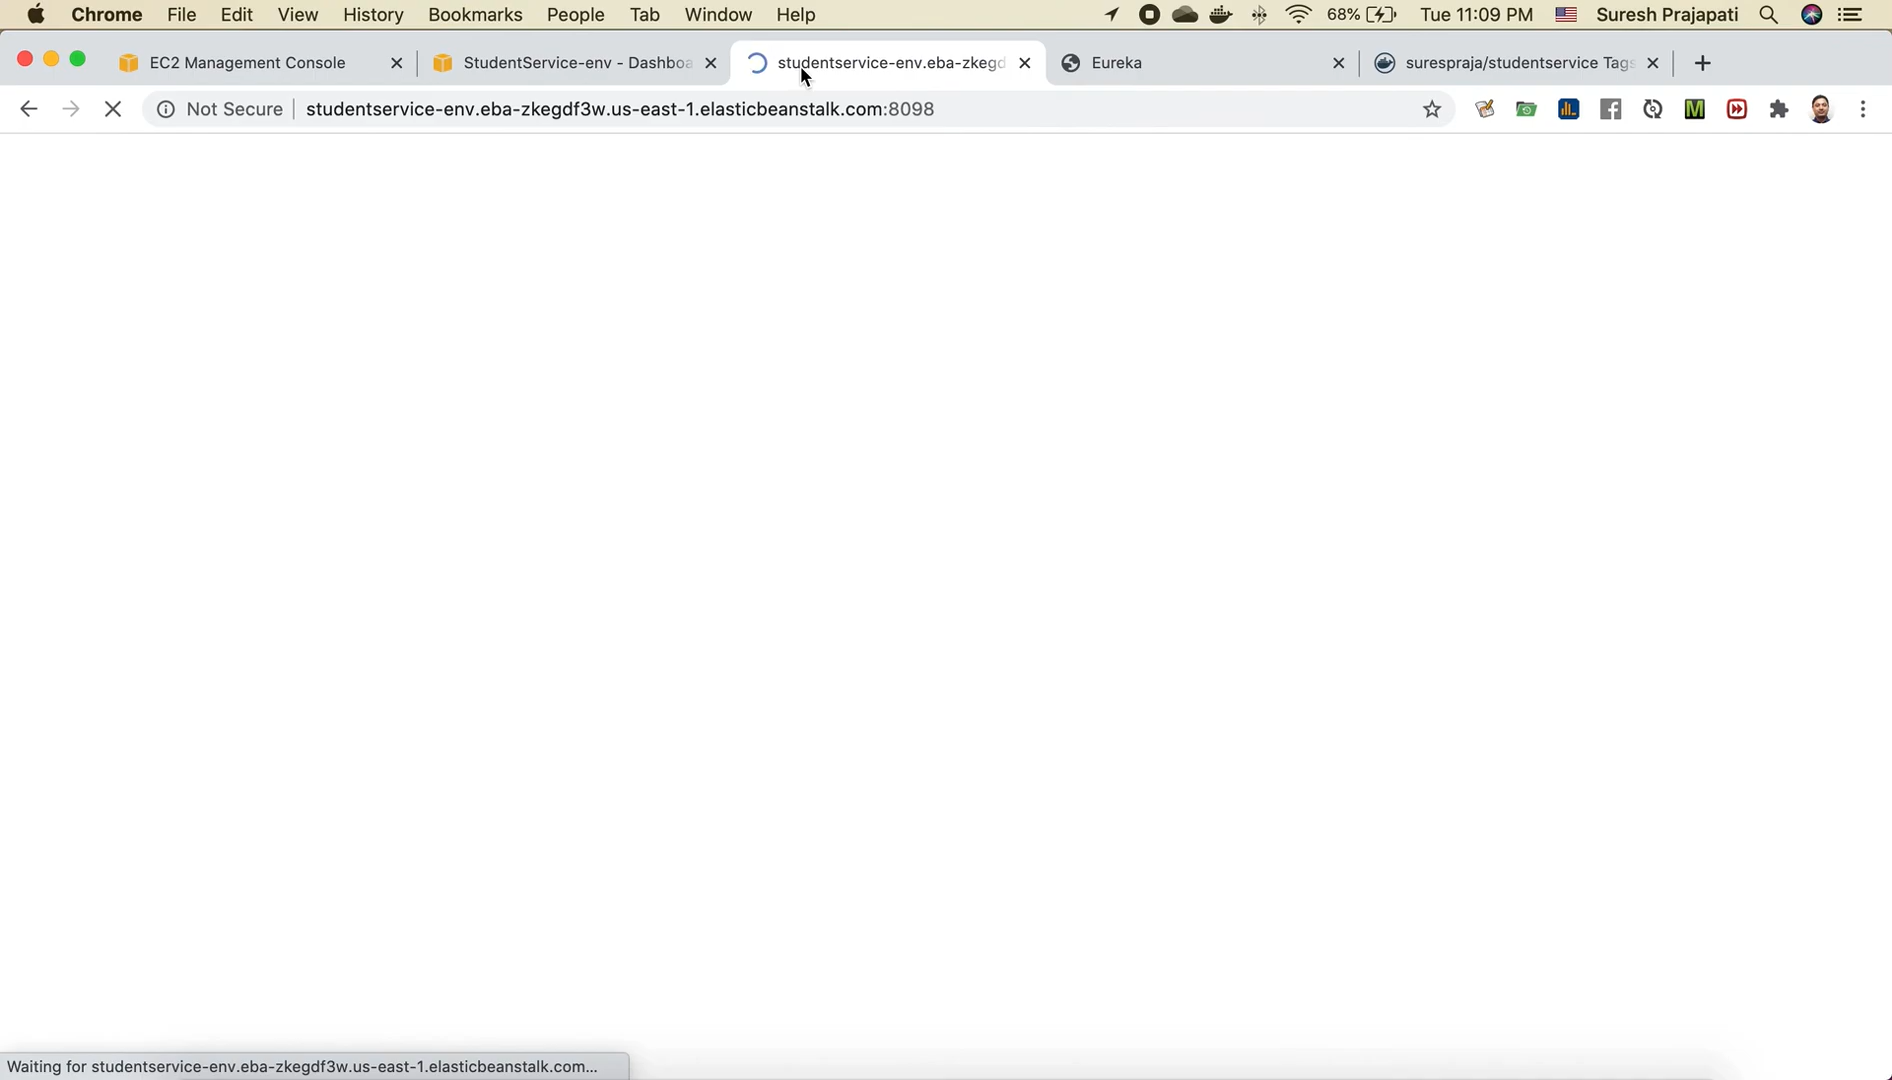 Chrome File Edit View History Bookmarks People Tab Window Help 68% Tue 11:09 PM Suresh Prajapati
EC2 Management Console StudentService-env - Dashboa studentservice-env.eba-zkegd Eureka surespraja/studentservice Tags
Not Secure studentservice-env.eba-zkegdf3w.us-east-1.elasticbeanstalk.com:8098
Waiting for studentservice-env.eba-zkegdf3w.us-east-1.elasticbeanstalk.com...